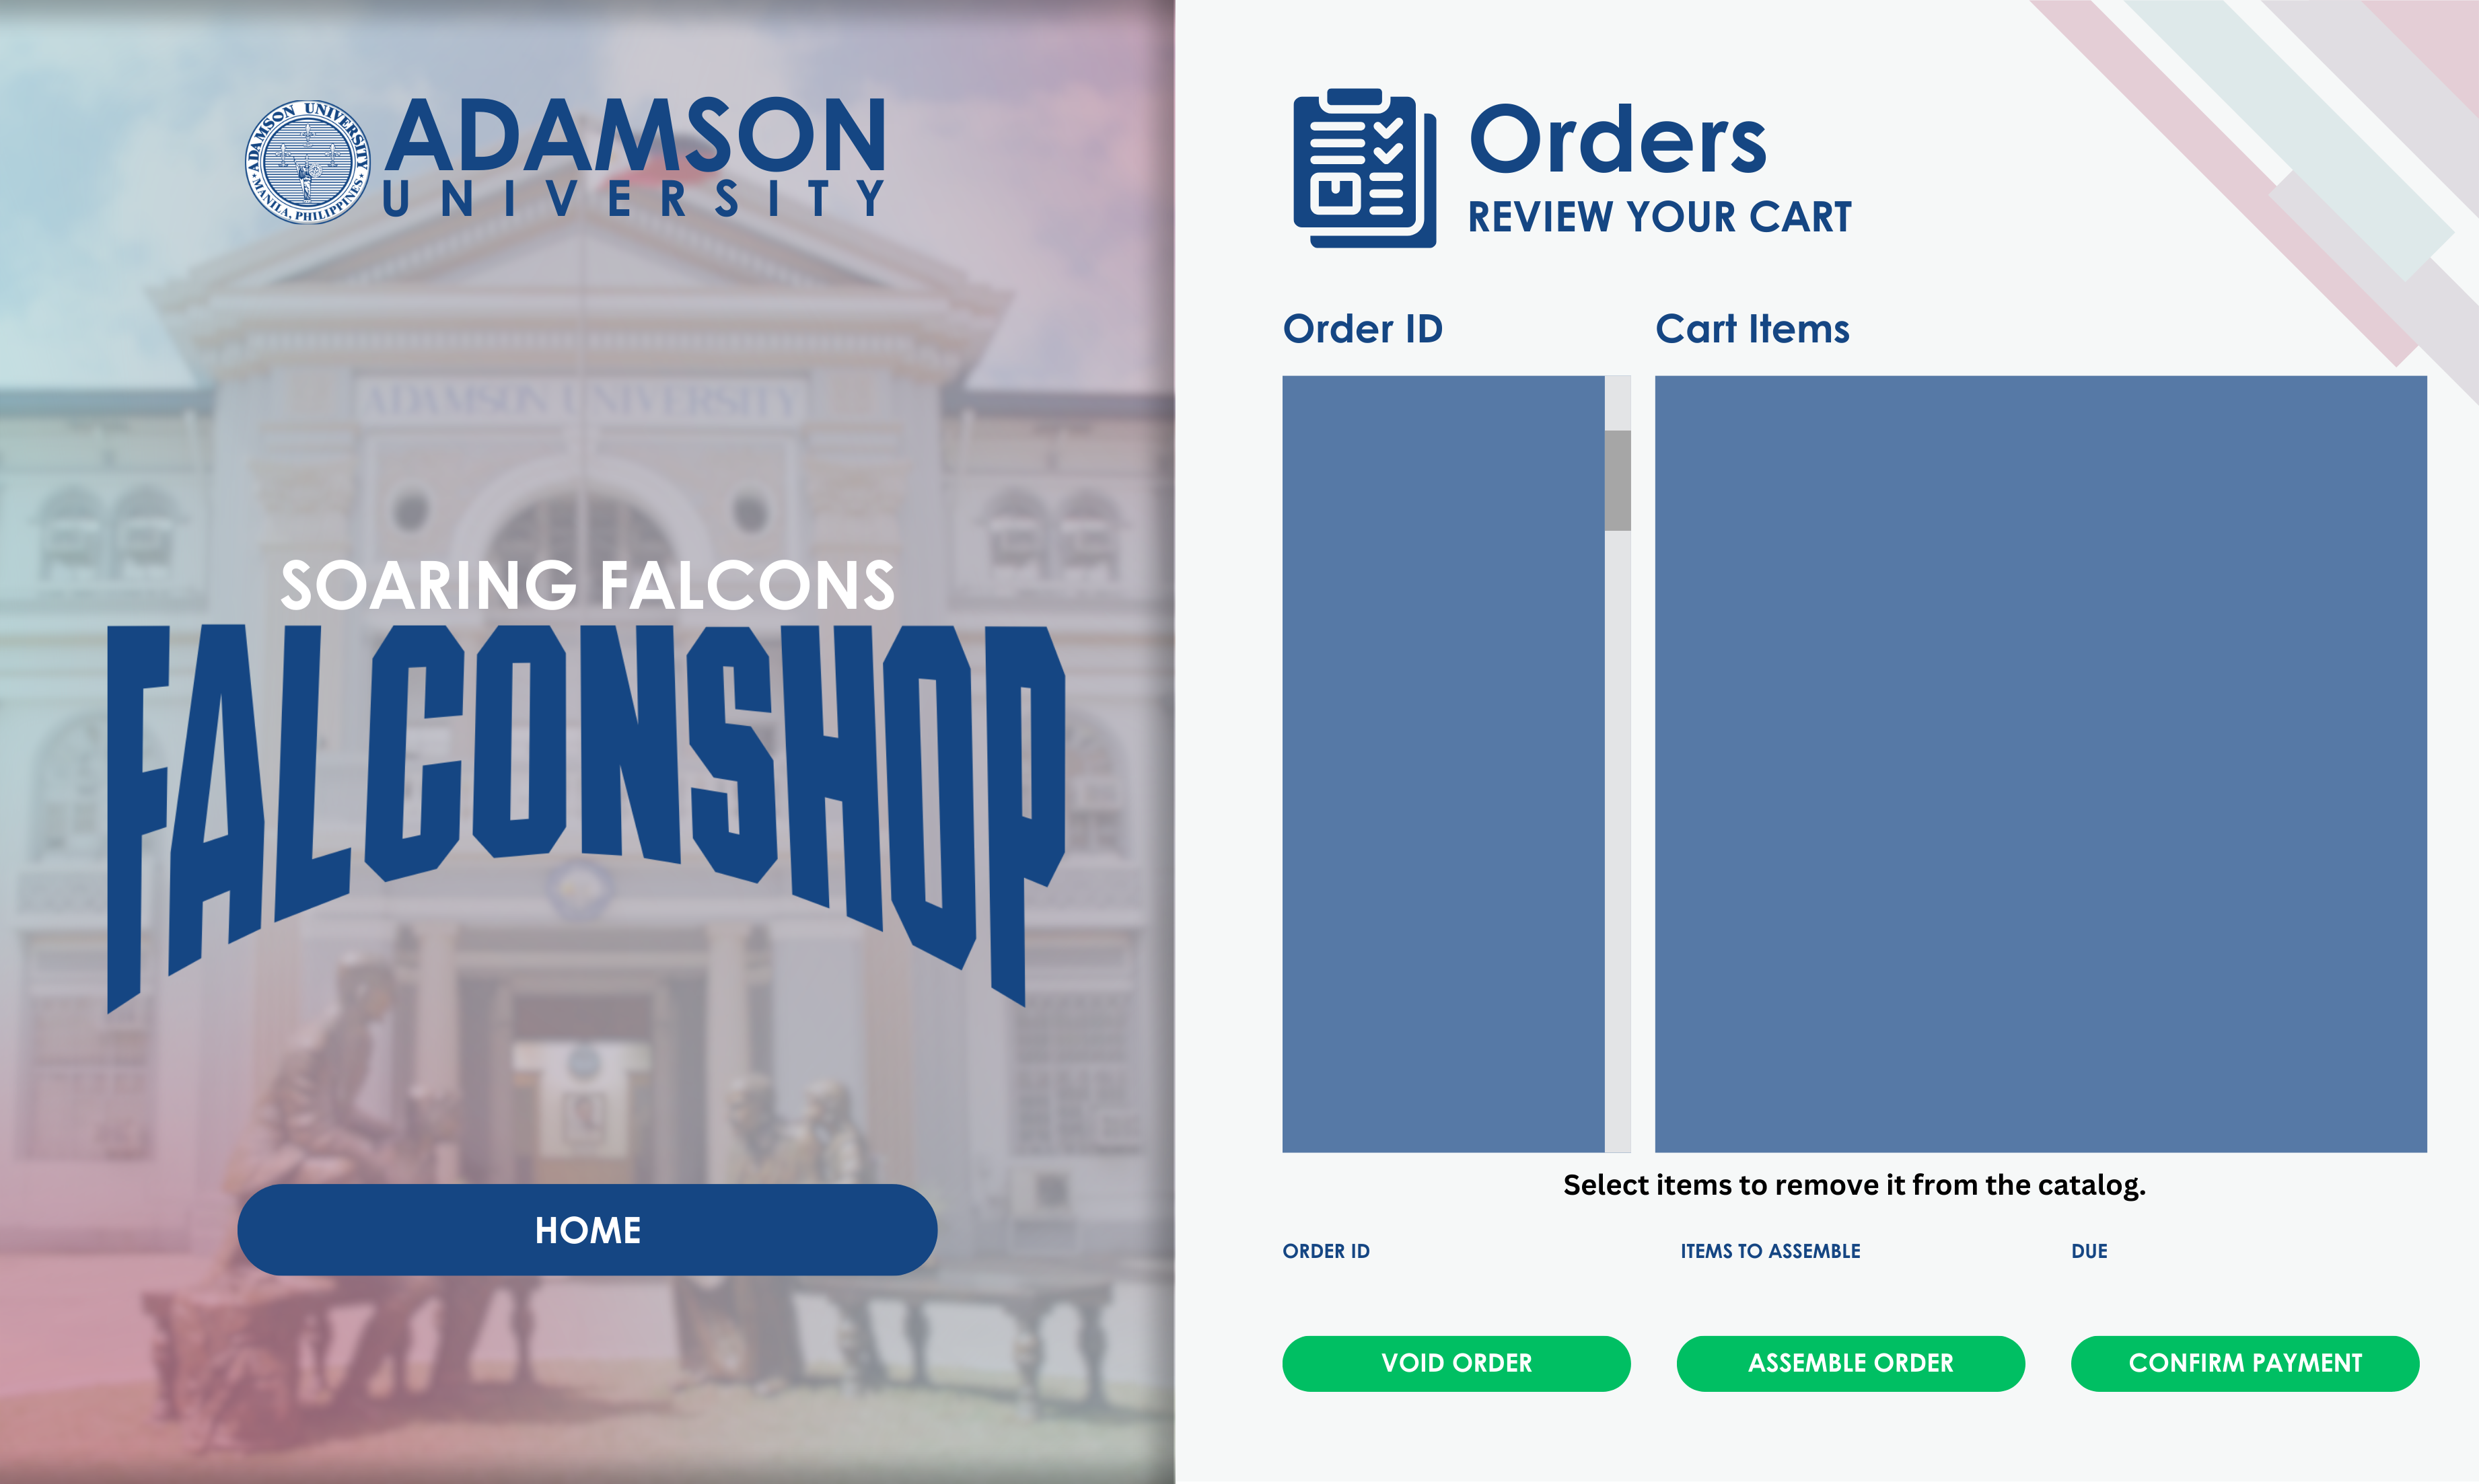 ADAMSON UNIVERSITY
MANILA, PHILIPPINES
ADAMSON
UNIVERSITY
ADAMSON UNIVERSITY
SOARING FALCONS
FALCONSHOP
HOME
Orders
REVIEW YOUR CART
Order ID
Cart Items
Select items to remove it from the catalog.
ORDER ID
ITEMS TO ASSEMBLE
DUE
VOID ORDER
ASSEMBLE ORDER
CONFIRM PAYMENT